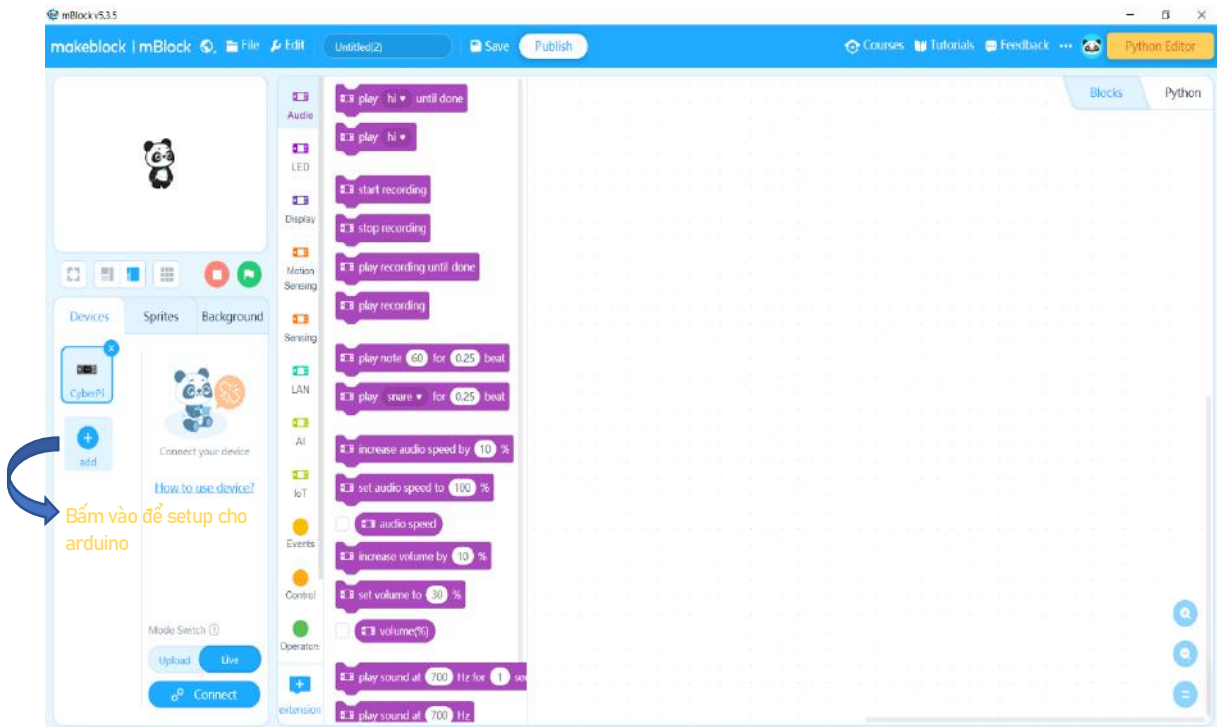 mBlock v5.3.5
makeblock | mBlock File Edit Untitled(2) Save Publish Courses Tutorials Feedback Python Editor
Blocks Python
Devices Sprites Background
CyberPi
add
Connect your device
How to use device?
Bấm vào để setup cho
arduino
Mode Switch
Upload Live
Connect
Audio
LED
Display
Motion
Sensing
Sensing
LAN
AI
IoT
Events
Control
Operators
extension
play hi until done
play hi
start recording
stop recording
play recording until done
play recording
play note 60 for 0.25 beat
play snare for 0.25 beat
increase audio speed by 10 %
set audio speed to 100 %
audio speed
increase volume by 10 %
set volume to 30 %
volume(%)
play sound at 700 Hz for 1 se
play sound at 700 Hz